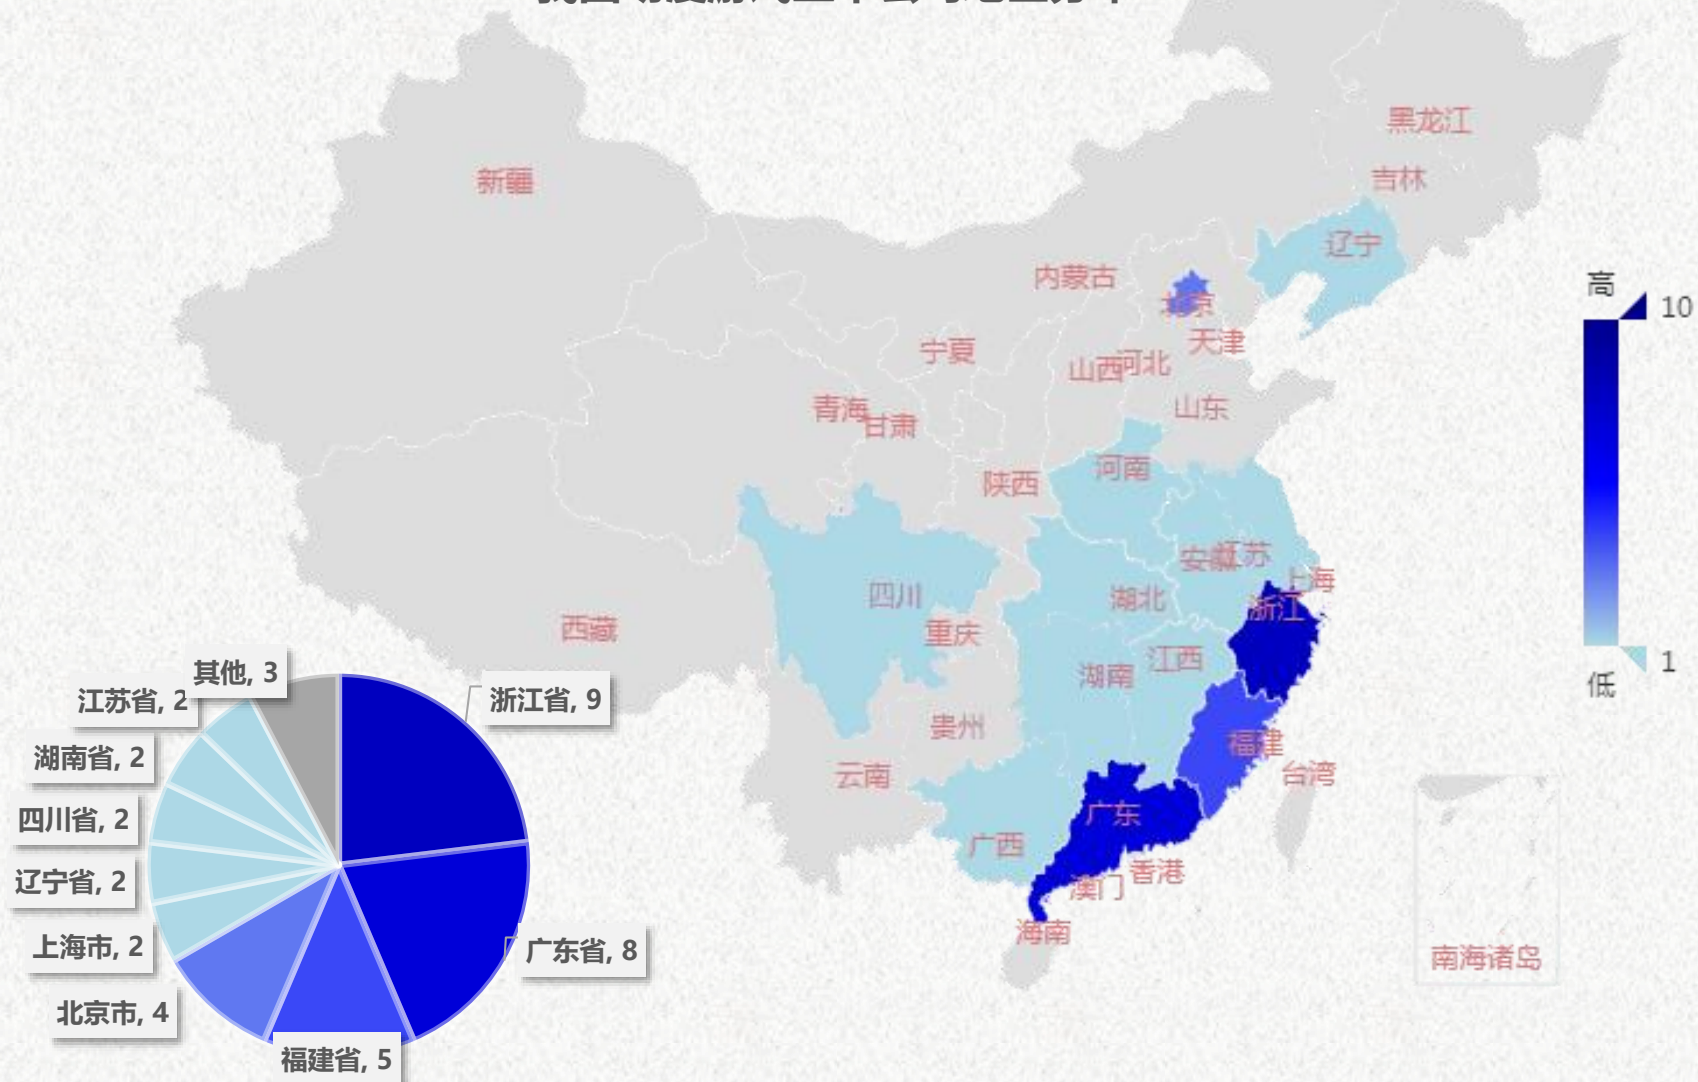 黑龙江
新疆
吉林
辽宁
内蒙古
北京
高
10
天津
宁夏
山西
河北
青海
甘肃
山东
河南
陕西
安徽
江苏
上海
四川
湖北
浙江
西藏
重庆
江西
湖南
1
低
贵州
福建
云南
台湾
广东
广西
香港
澳门
海南
南海诸岛
其他, 3
江苏省, 2
浙江省, 9
湖南省, 2
四川省, 2
辽宁省, 2
上海市, 2
广东省, 8
北京市, 4
福建省, 5